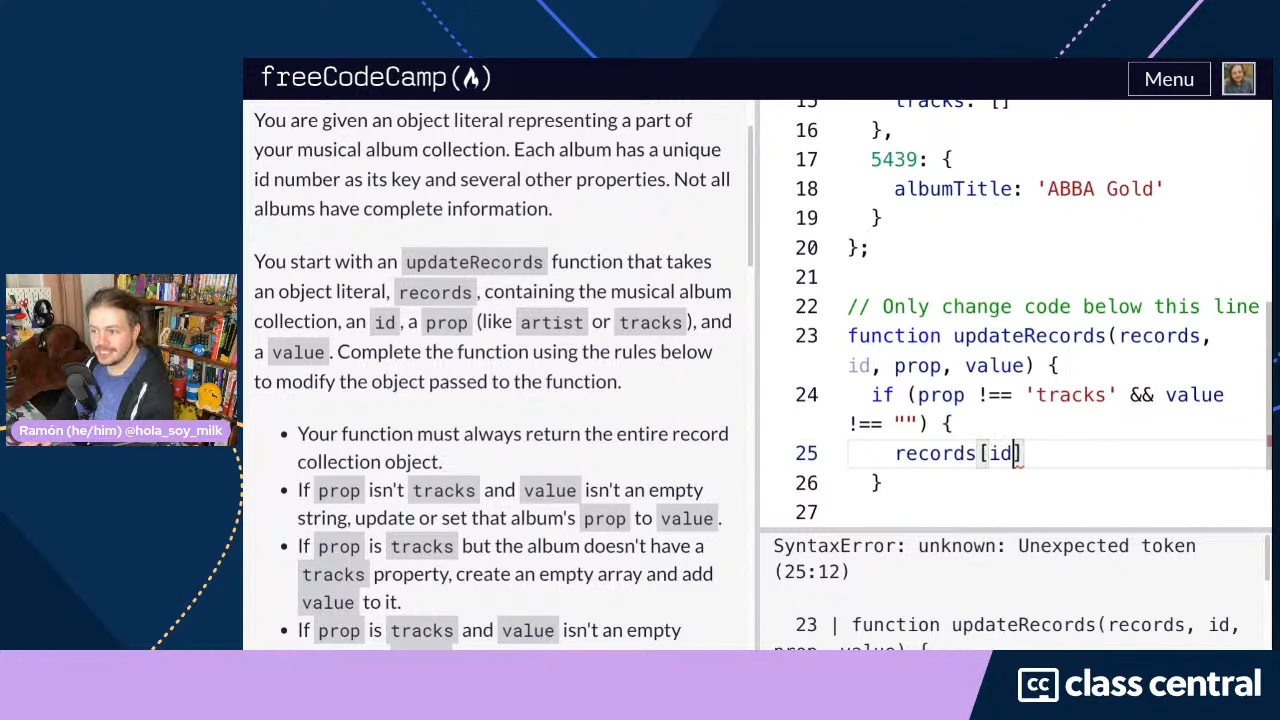 freeCodeCamp
Menu
You are given an object literal representing a part of
your musical album collection. Each album has a unique
id number as its key and several other properties. Not all
albums have complete information.
You start with an updateRecords function that takes
an object literal, records, containing the musical album
collection, an id, a prop (like artist or tracks), and
a value. Complete the function using the rules below
to modify the object passed to the function.
Your function must always return the entire record
collection object.
If prop isn't tracks and value isn't an empty
string, update or set that album's prop to value.
If prop is tracks but the album doesn't have a
tracks property, create an empty array and add
value to it.
If prop is tracks and value isn't an empty
15 tracks: []
16 },
17 5439: {
18 albumTitle: 'ABBA Gold'
19 }
20 };
21
22 // Only change code below this line
23 function updateRecords(records,
id, prop, value) {
24 if (prop !== 'tracks' && value
!== "") {
25 records[id]
26 }
27
SyntaxError: unknown: Unexpected token
(25:12)
23 | function updateRecords(records, id,
prop, value) {
Ramón (he/him) @hola_soy_milk
cc class central